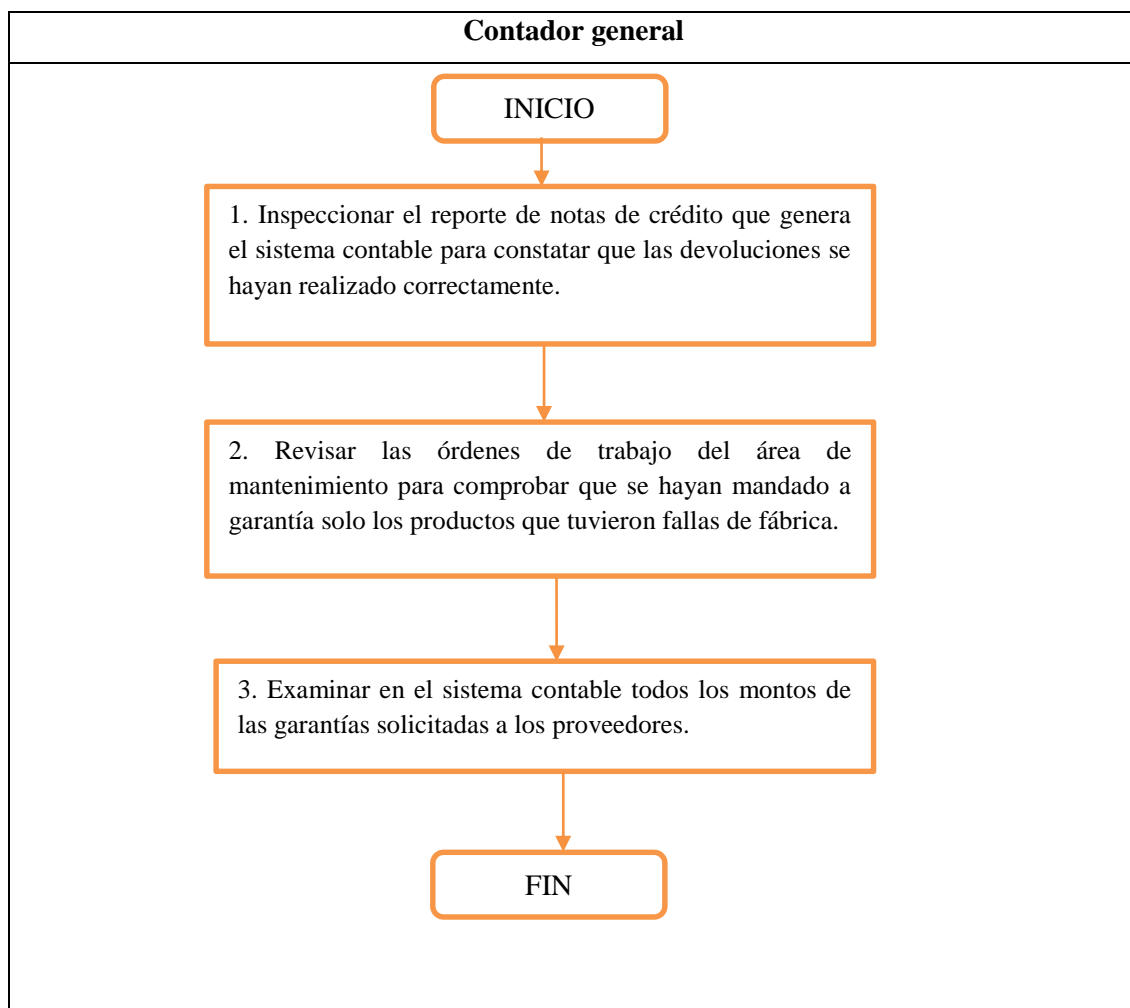 Contador general
INICIO
1. Inspeccionar el reporte de notas de crédito que genera
el sistema contable para constatar que las devoluciones se
hayan realizado correctamente.
2. Revisar las órdenes de trabajo del área de
mantenimiento para comprobar que se hayan mandado a
garantía solo los productos que tuvieron fallas de fábrica.
3. Examinar en el sistema contable todos los montos de
las garantías solicitadas a los proveedores.
FIN